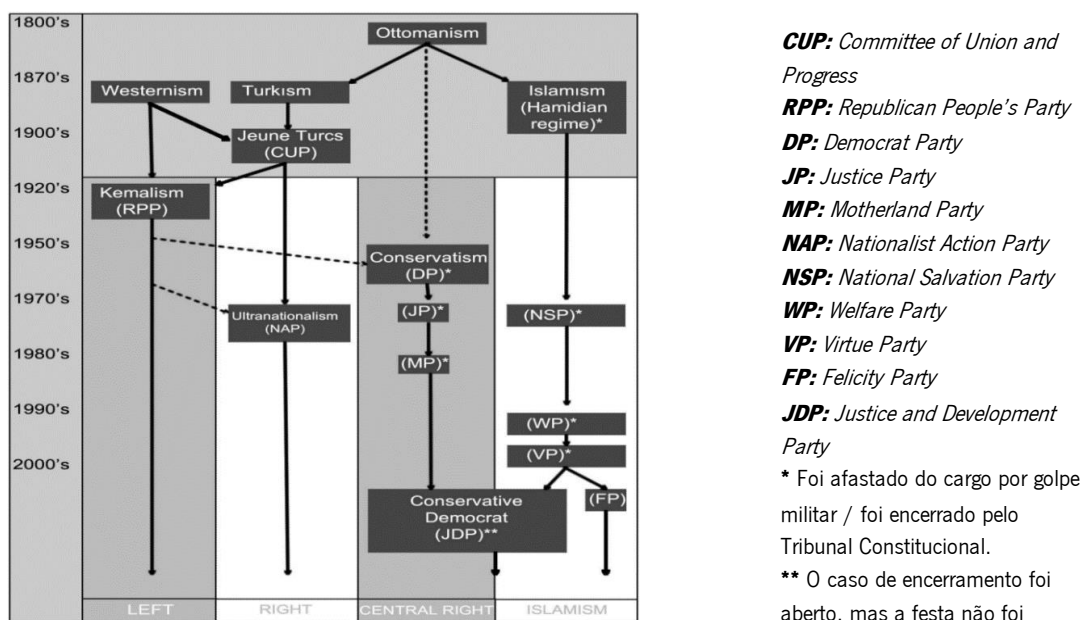 1800's
Ottomanism
1870's
Westernism
Turkısm
Islamısm
(Hamidian
regime)*
1900's
Jeune Turcs
(CUP)
1920's
Kemalism
(RPP)
1950's
Conservatism
(DP)*
1970's
Ultranationalism
(NAP)
(JP)*
(NSP)*
1980's
(MP)*
1990's
(WP)*
(VP)*
2000's
Conservative
Democrat
(JDP)**
(FP)
LEFT
RIGHT
CENTRAL RIGHT
ISLAMISM
CUP: Committee of Union and
Progress
RPP: Republican People's Party
DP: Democrat Party
JP: Justice Party
MP: Motherland Party
NAP: Nationalist Action Party
NSP: National Salvation Party
WP: Welfare Party
VP: Virtue Party
FP: Felicity Party
JDP: Justice and Development
Party
* Foi afastado do cargo por golpe
militar / foi encerrado pelo
Tribunal Constitucional.
** O caso de encerramento foi
aberto, mas a festa não foi